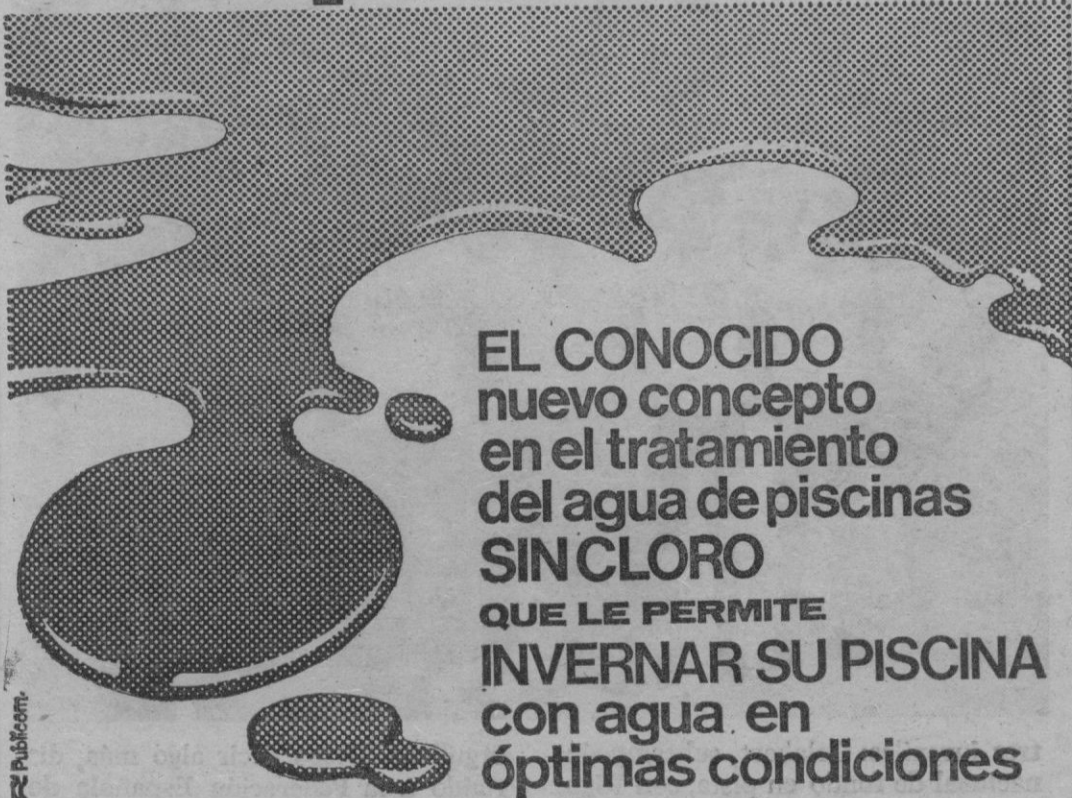 EL CONOCIDO
nuevo concepto
en el tratamiento
del agua de piscinas
SIN CLORO
QUE LE PERMITE
INVERNAR SU PISCINA
con agua en
óptimas condiciones
Publicom.